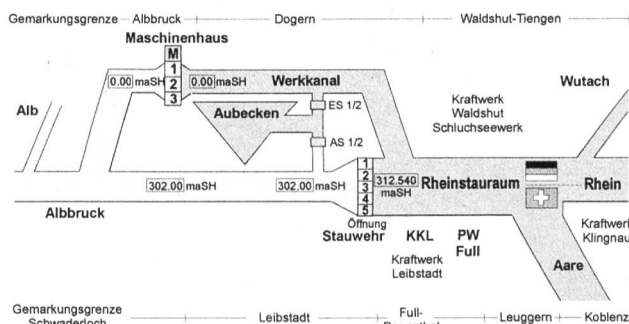 Gemarkungsgrenze Albbruck Dogern Waldshut-Tiengen
Maschinenhaus
M
1
2
3
0.00 maSH
0.00 maSH
Werkkanal
Wutach
Alb
Aubecken
ES 1/2
AS 1/2
Kraftwerk
Waldshut
Schluchseewerk
302.00 maSH
302.00 maSH
1
2
3
4
5
312.540
maSH
Rheinstauraum
Rhein
Albbruck
Öffnung
Stauwehr
KKL
PW
Full
Kraftwerk
Leibstadt
Kraftwerk
Klingnau
Aare
Gemarkungsgrenze
Schwaderloch
Leibstadt
Full-
Leuggern
Koblenz